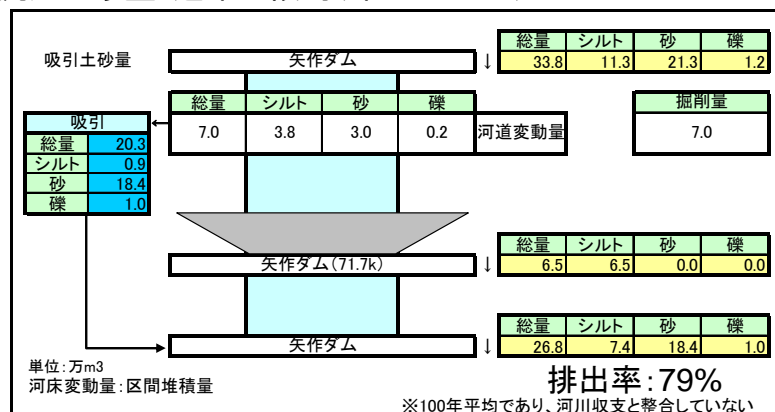 吸引土砂量
矢作ダム
↓
総量 シルト 砂 礫
33.8 11.3 21.3 1.2
吸引
総量 20.3
シルト 0.9
砂 18.4
礫 1.0
総量 シルト 砂 礫
7.0 3.8 3.0 0.2
河道変動量
掘削量
7.0
矢作ダム(71.7k)
↓
総量 シルト 砂 礫
6.5 6.5 0.0 0.0
矢作ダム
↓
総量 シルト 砂 礫
26.8 7.4 18.4 1.0
単位:万m3
河床変動量:区間堆積量
排出率:79%
※100年平均であり、河川収支と整合していない